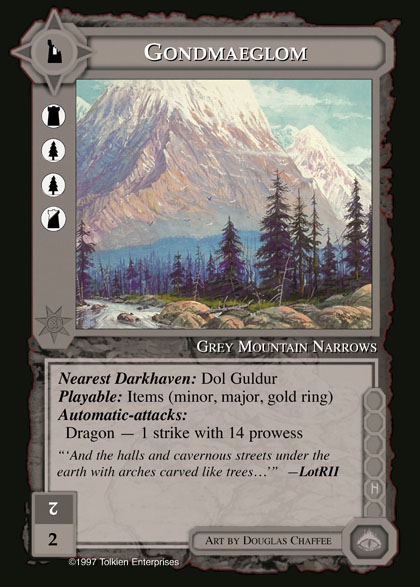 GONDMAEGLOM
GREY MOUNTAIN NARROWS
Nearest Darkhaven: Dol Guldur
Playable: Items (minor, major, gold ring)
Automatic-attacks:
Dragon — 1 strike with 14 prowess
“‘And the halls and cavernous streets under the
earth with arches carved like trees…’” —LotRII
H
2
2
ART BY DOUGLAS CHAFFEE
©1997 Tolkien Enterprises